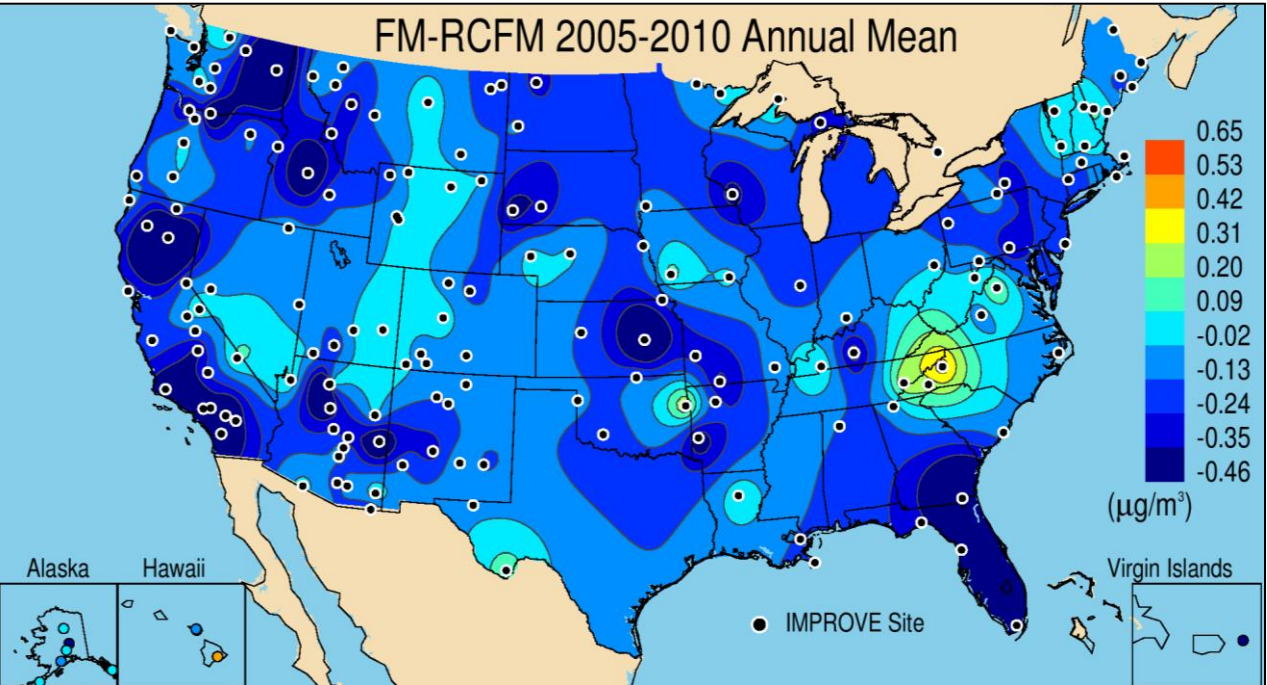 FM-RCFM 2005-2010 Annual Mean
0.65
0.53
0.42
0.31
0.20
0.09
-0.02
-0.13
-0.24
-0.35
-0.46
(μg/m³)
Alaska
Hawaii
Virgin Islands
IMPROVE Site